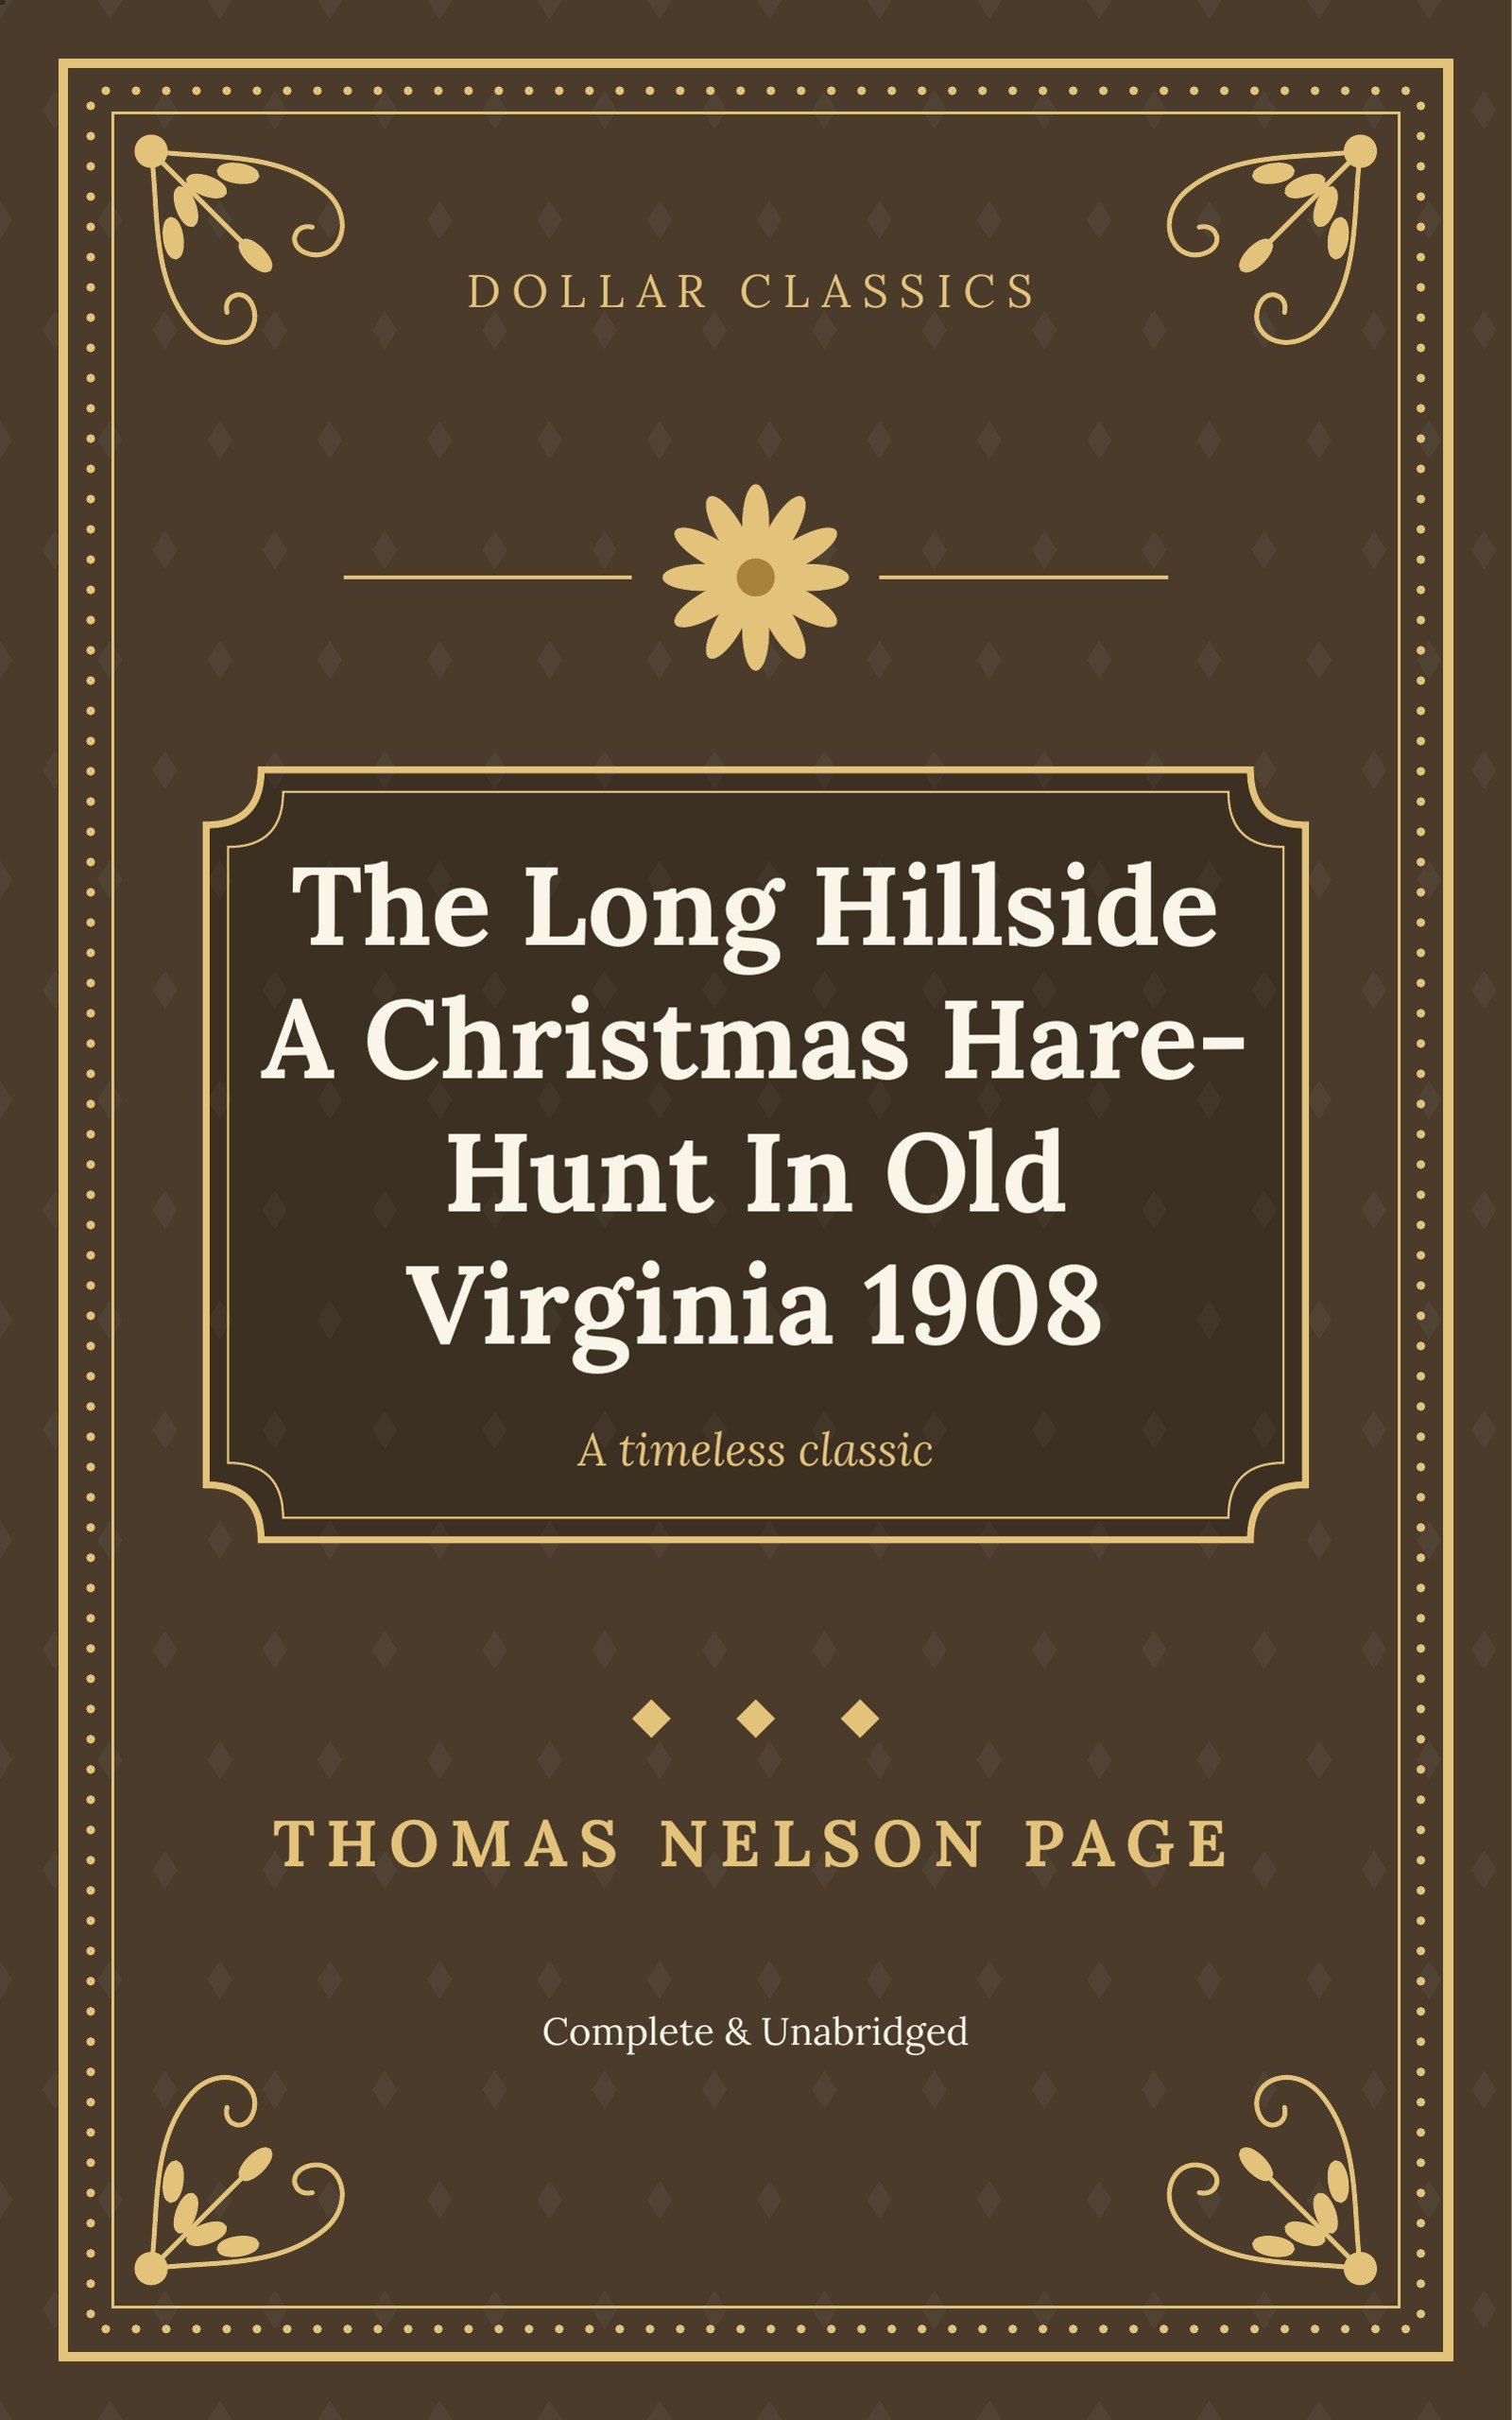 DOLLAR CLASSICS
The Long Hillside
A Christmas Hare-
Hunt In Old
Virginia 1908
A timeless classic
THOMAS NELSON PAGE
Complete & Unabridged